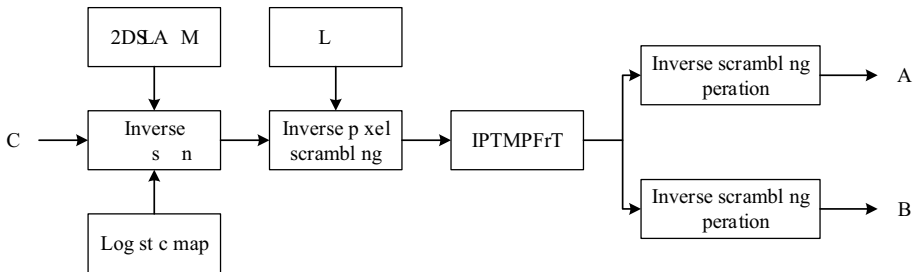 2DSLA M
L
Inverse scrambl ng
peration
A
C
Inverse
s n
Inverse p xel
scrambl ng
IPTMPFrT
Inverse scrambl ng
peration
B
Log st c map